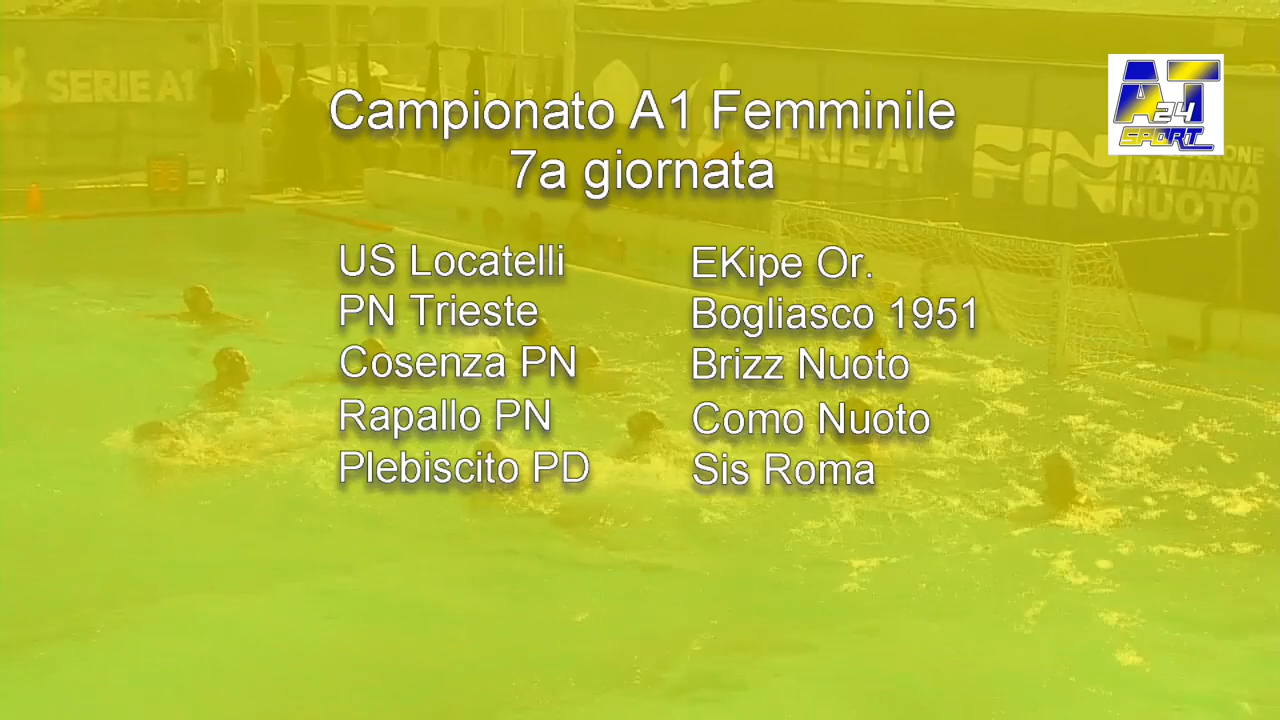 AT24
SPORT
Campionato A1 Femminile
7a giornata
US Locatelli EKipe Or.
PN Trieste Bogliasco 1951
Cosenza PN Brizz Nuoto
Rapallo PN Como Nuoto
Plebiscito PD Sis Roma
SERIE A1
SERIE A1
FIN
ITALIANA
NUOTO